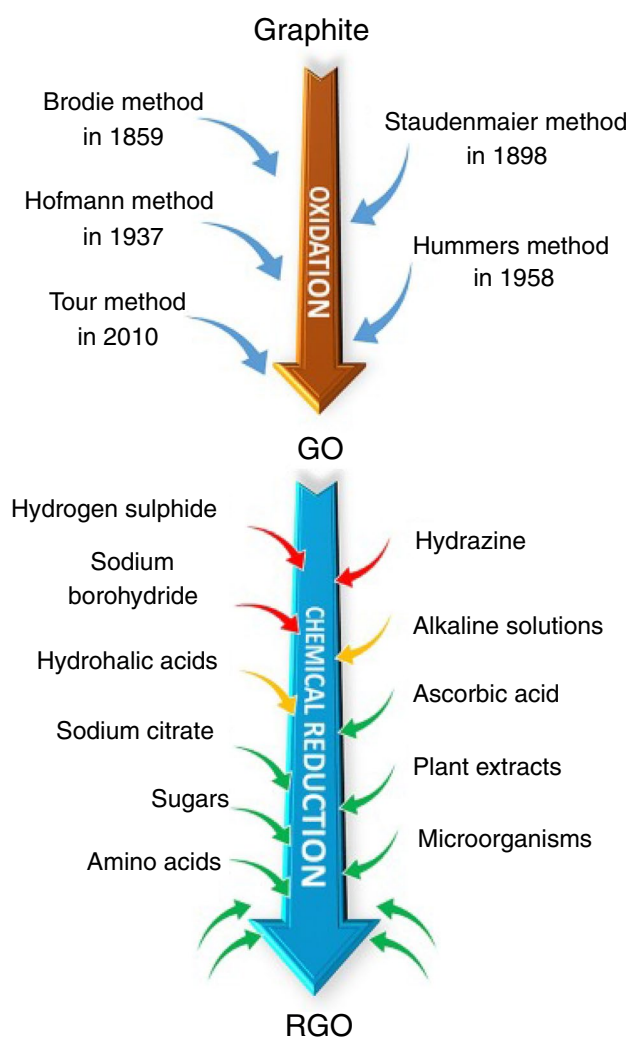 Graphite
Brodie method
in 1859
Staudenmaier method
in 1898
Hofmann method
in 1937
Hummers method
in 1958
Tour method
in 2010
OXIDATION
GO
Hydrogen sulphide
Hydrazine
Sodium
borohydride
Alkaline solutions
Hydrohalic acids
Ascorbic acid
Sodium citrate
Plant extracts
Sugars
Microorganisms
Amino acids
CHEMICAL REDUCTION
RGO